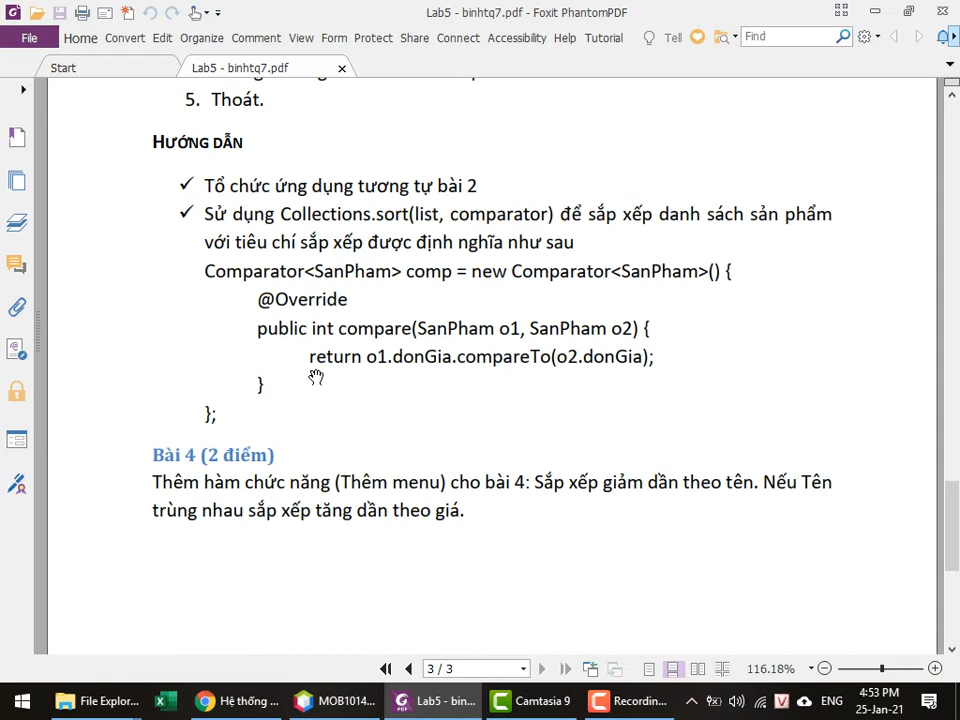 Lab5 - binhtq7.pdf - Foxit PhantomPDF
File Home Convert Edit Organize Comment View Form Protect Share Connect Accessibility Help Tutorial Tell Find
Start Lab5 - binhtq7.pdf
5. Thoát.
HƯỚNG DẪN
✓ Tổ chức ứng dụng tương tự bài 2
✓ Sử dụng Collections.sort(list, comparator) để sắp xếp danh sách sản phẩm
với tiêu chí sắp xếp được định nghĩa như sau
Comparator<SanPham> comp = new Comparator<SanPham>() {
@Override
public int compare(SanPham o1, SanPham o2) {
return o1.donGia.compareTo(o2.donGia);
}
};
Bài 4 (2 điểm)
Thêm hàm chức năng (Thêm menu) cho bài 4: Sắp xếp giảm dần theo tên. Nếu Tên
trùng nhau sắp xếp tăng dần theo giá.
3 / 3 116.18%
File Explor... Hệ thống ... MOB1014... Lab5 - bin... Camtasia 9 Recordin... ENG 4:53 PM
25-Jan-21